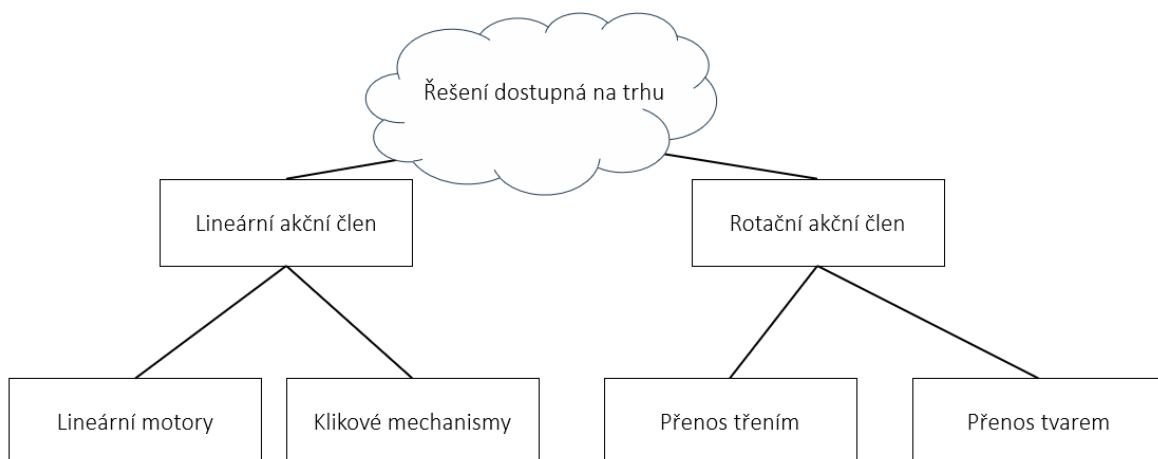 Řešení dostupná na trhu
Lineární akční člen
Rotační akční člen
Lineární motory
Klikové mechanismy
Přenos třením
Přenos tvarem